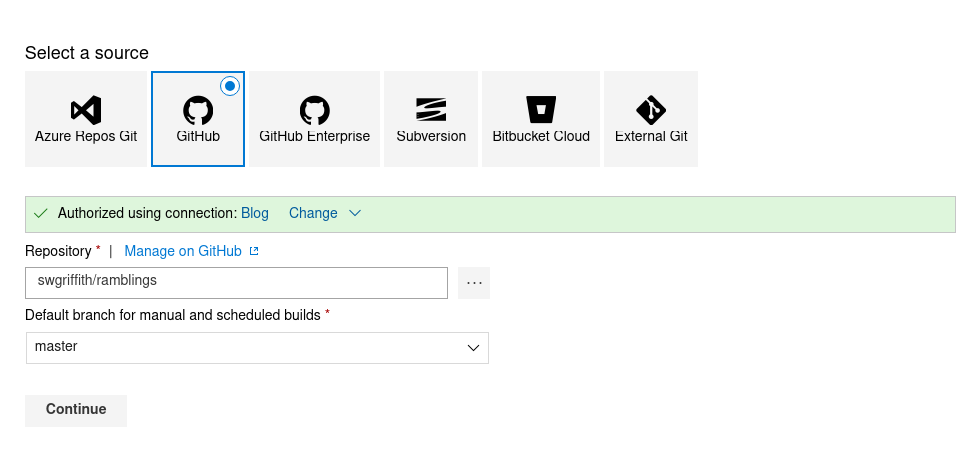 Select a source
Azure Repos Git GitHub GitHub Enterprise Subversion Bitbucket Cloud External Git
Authorized using connection: Blog Change
Repository * | Manage on GitHub
swgriffith/ramblings ...
Default branch for manual and scheduled builds *
master
Continue